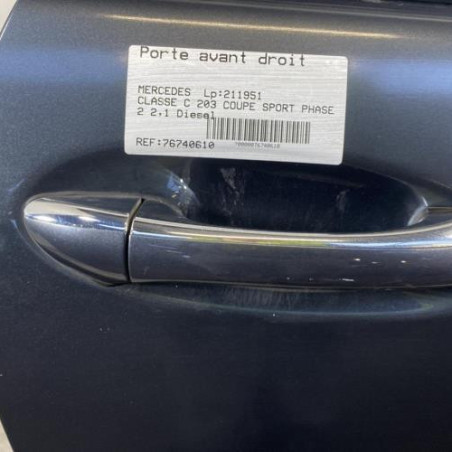 Porte avant droit
MERCEDES Lp:211951
CLASSE C 203 COUPE SPORT PHASE
2 2,1 Diesel
REF:76740610